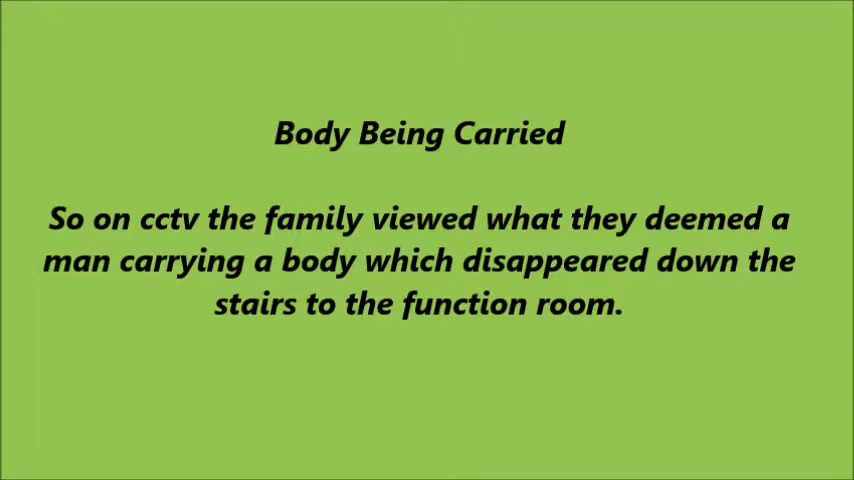 Body Being Carried
So on cctv the family viewed what they deemed a
man carrying a body which disappeared down the
stairs to the function room.